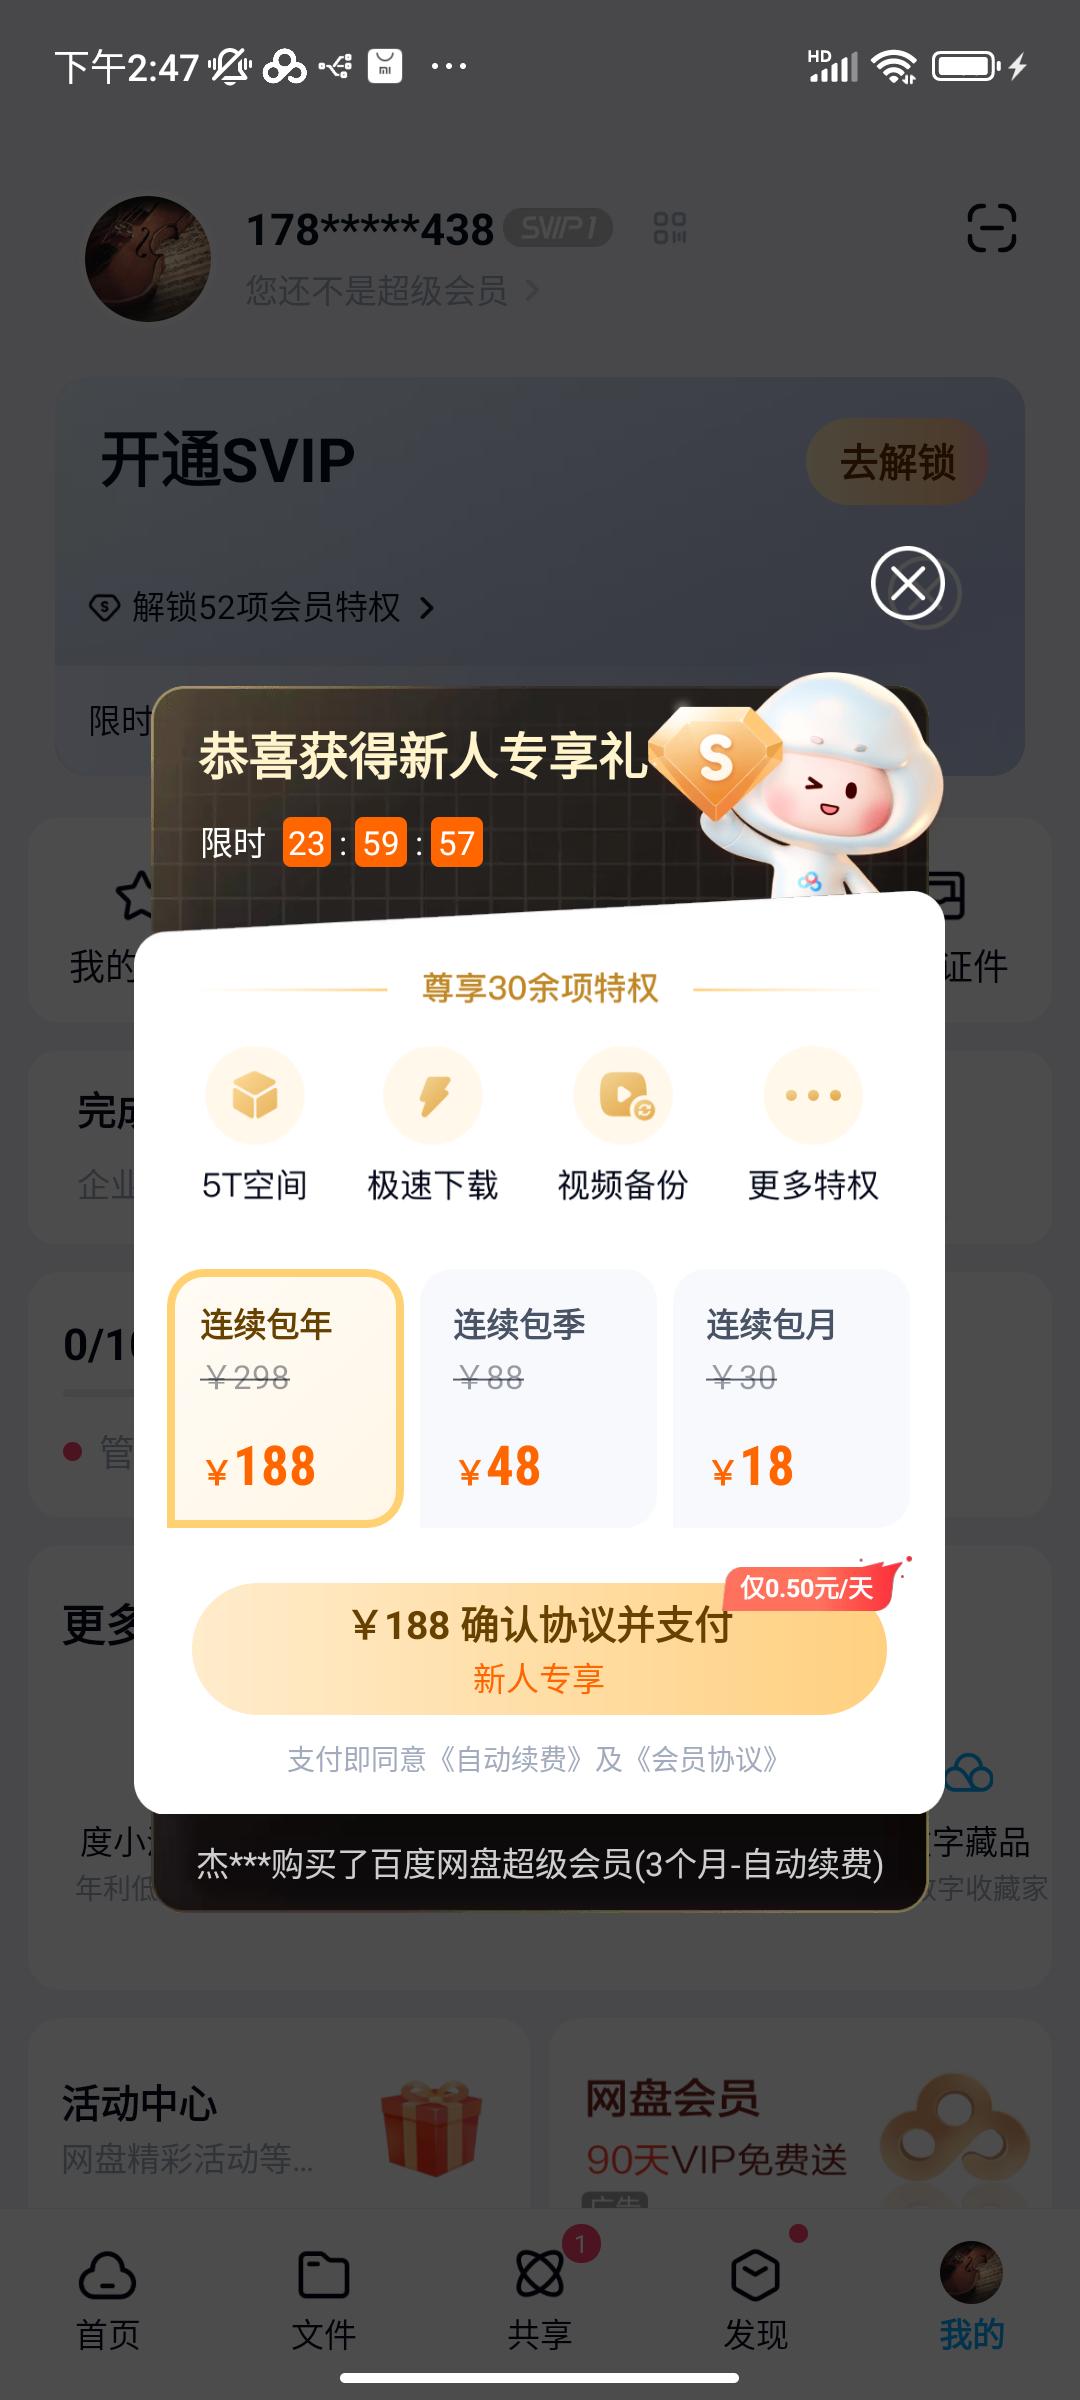 下午2:47
HD
178*****438 SVIP1
您还不是超级会员
开通SVIP
去解锁
解锁52项会员特权
限时
恭喜获得新人专享礼
S
限时 23 : 59 : 57
我的
证件
尊享30余项特权
完成
企业
5T空间 极速下载 视频备份 更多特权
连续包年 连续包季 连续包月
￥298 ￥88 ￥30
￥188 ￥48 ￥18
0/10
管
仅0.50元/天
￥188 确认协议并支付
新人专享
更多
支付即同意《自动续费》及《会员协议》
度小
字藏品
年利低
数字收藏家
杰***购买了百度网盘超级会员(3个月-自动续费)
活动中心
网盘精彩活动等...
网盘会员
90天VIP免费送
广告
1
首页 文件 共享 发现 我的